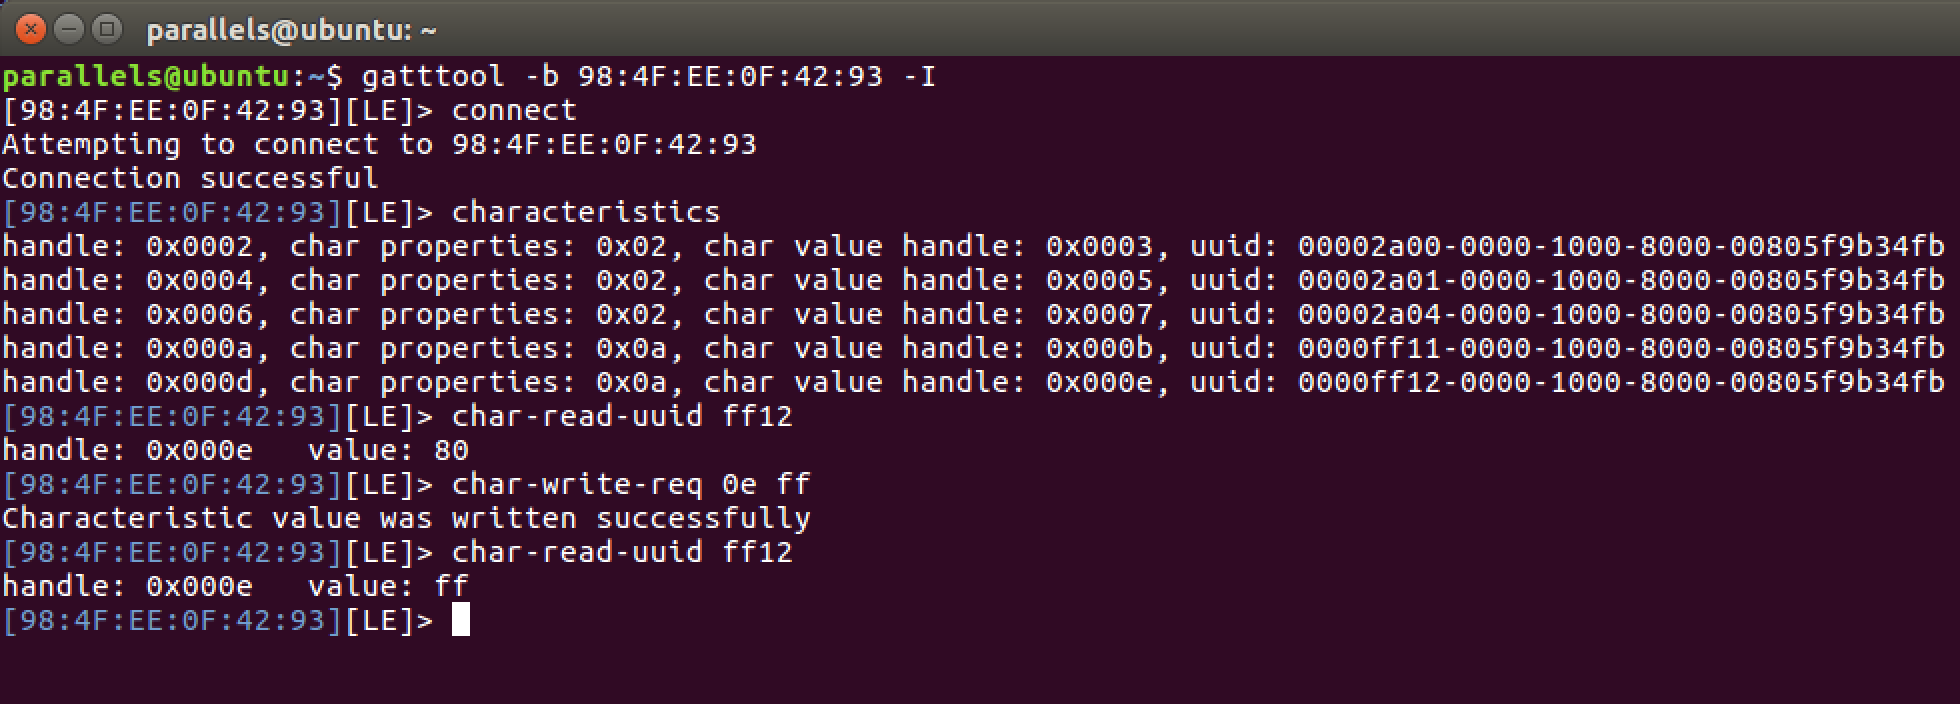 parallels@ubuntu: ~
parallels@ubuntu:~$ gatttool -b 98:4F:EE:0F:42:93 -I
[98:4F:EE:0F:42:93][LE]> connect
Attempting to connect to 98:4F:EE:0F:42:93
Connection successful
[98:4F:EE:0F:42:93][LE]> characteristics
handle: 0x0002, char properties: 0x02, char value handle: 0x0003, uuid: 00002a00-0000-1000-8000-00805f9b34fb
handle: 0x0004, char properties: 0x02, char value handle: 0x0005, uuid: 00002a01-0000-1000-8000-00805f9b34fb
handle: 0x0006, char properties: 0x02, char value handle: 0x0007, uuid: 00002a04-0000-1000-8000-00805f9b34fb
handle: 0x000a, char properties: 0x0a, char value handle: 0x000b, uuid: 0000ff11-0000-1000-8000-00805f9b34fb
handle: 0x000d, char properties: 0x0a, char value handle: 0x000e, uuid: 0000ff12-0000-1000-8000-00805f9b34fb
[98:4F:EE:0F:42:93][LE]> char-read-uuid ff12
handle: 0x000e   value: 80
[98:4F:EE:0F:42:93][LE]> char-write-req 0e ff
Characteristic value was written successfully
[98:4F:EE:0F:42:93][LE]> char-read-uuid ff12
handle: 0x000e   value: ff
[98:4F:EE:0F:42:93][LE]>